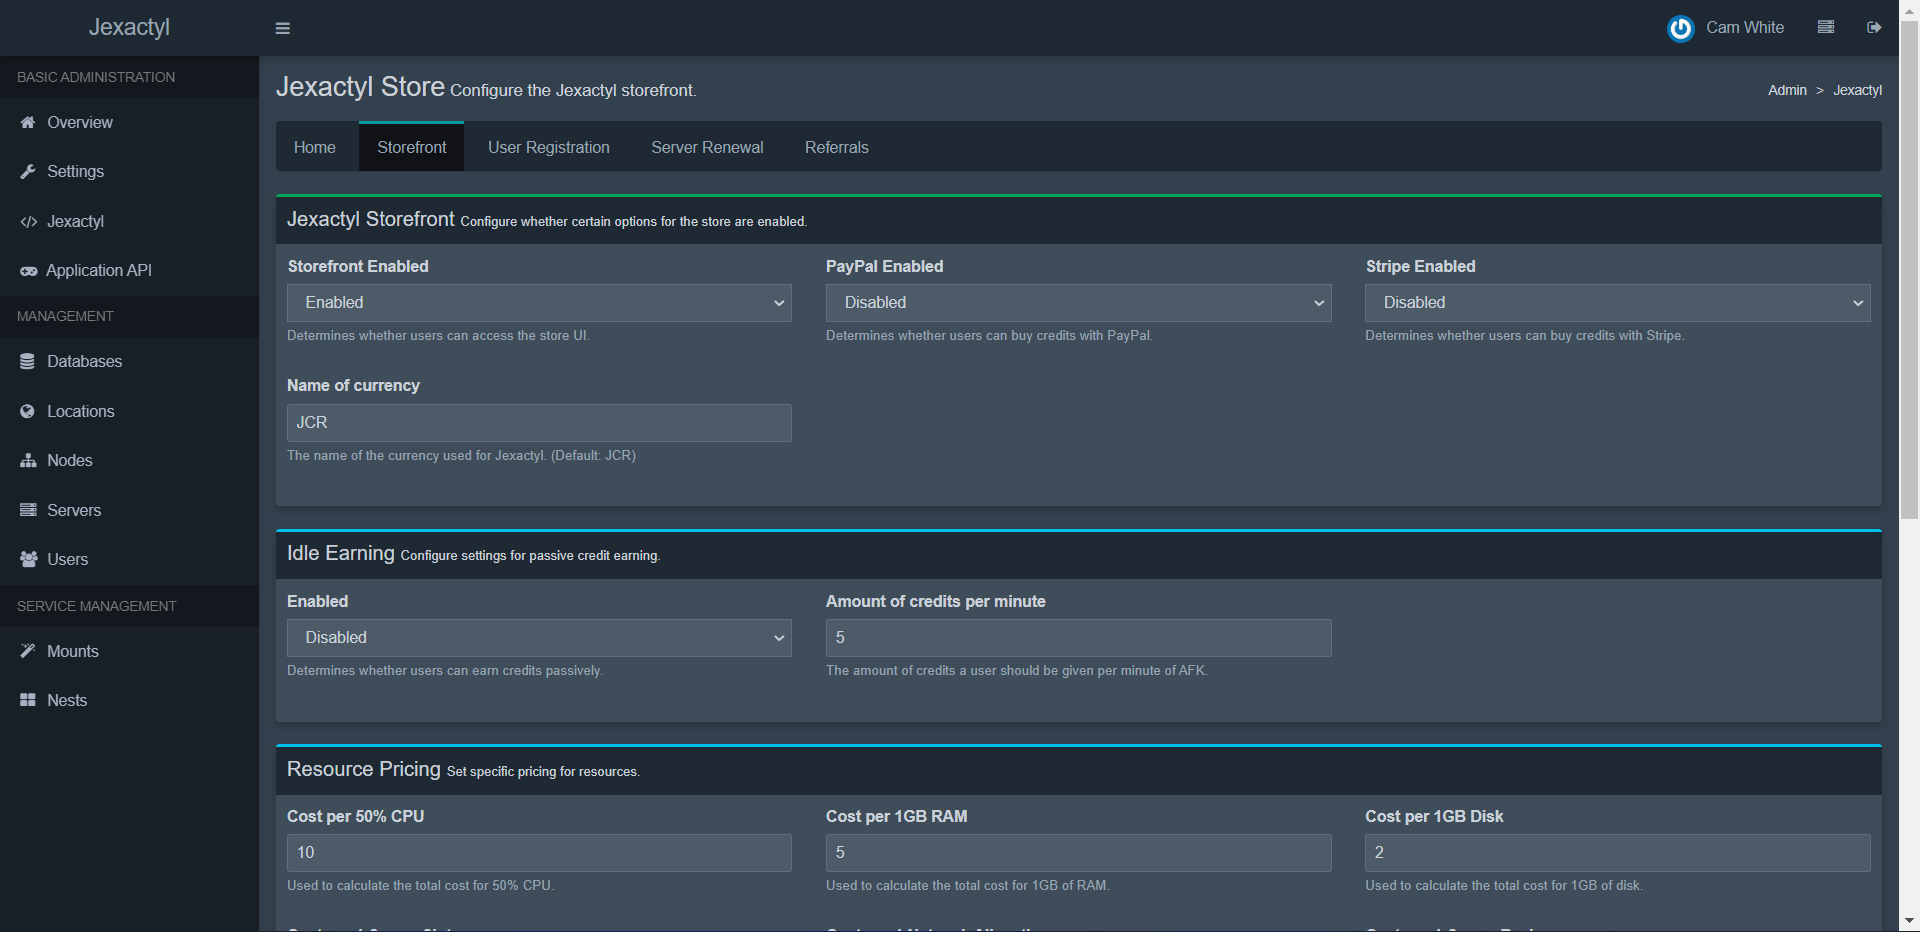 Jexactyl
Cam White
BASIC ADMINISTRATION
Overview
Settings
Jexactyl
Application API
MANAGEMENT
Databases
Locations
Nodes
Servers
Users
SERVICE MANAGEMENT
Mounts
Nests
Jexactyl Store Configure the Jexactyl storefront.
Admin > Jexactyl
Home Storefront User Registration Server Renewal Referrals
Jexactyl Storefront Configure whether certain options for the store are enabled.
Storefront Enabled
Enabled
Determines whether users can access the store UI.
PayPal Enabled
Disabled
Determines whether users can buy credits with PayPal.
Stripe Enabled
Disabled
Determines whether users can buy credits with Stripe.
Name of currency
JCR
The name of the currency used for Jexactyl. (Default: JCR)
Idle Earning Configure settings for passive credit earning.
Enabled
Disabled
Determines whether users can earn credits passively.
Amount of credits per minute
5
The amount of credits a user should be given per minute of AFK.
Resource Pricing Set specific pricing for resources.
Cost per 50% CPU
10
Used to calculate the total cost for 50% CPU.
Cost per 1GB RAM
5
Used to calculate the total cost for 1GB of RAM.
Cost per 1GB Disk
2
Used to calculate the total cost for 1GB of disk.